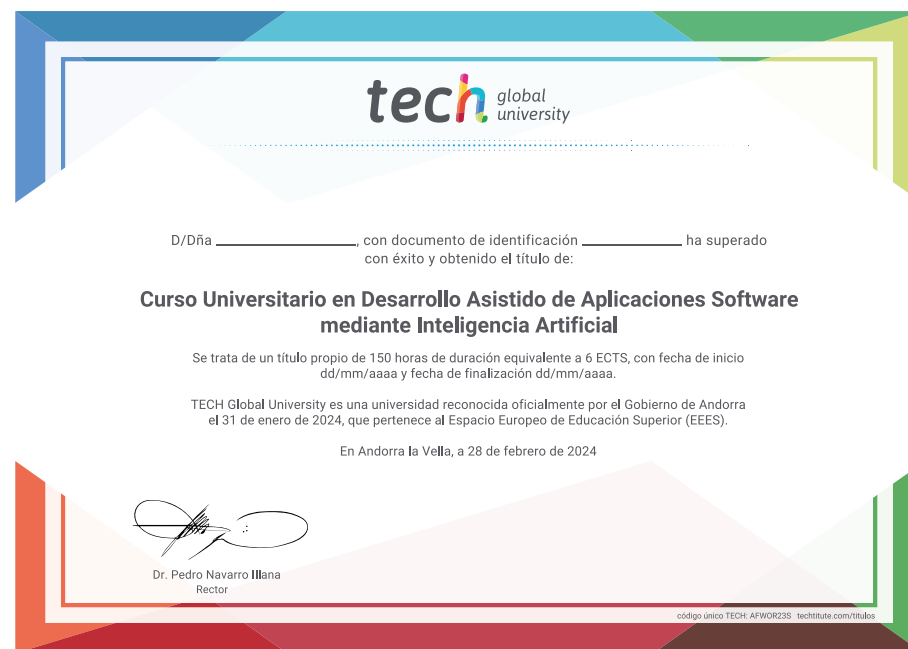 tech global university
D/Dña ______________, con documento de identificación __________ ha superado
con éxito y obtenido el título de:
Curso Universitario en Desarrollo Asistido de Aplicaciones Software
mediante Inteligencia Artificial
Se trata de un título propio de 150 horas de duración equivalente a 6 ECTS, con fecha de inicio
dd/mm/aaaa y fecha de finalización dd/mm/aaaa.
TECH Global University es una universidad reconocida oficialmente por el Gobierno de Andorra
el 31 de enero de 2024, que pertenece al Espacio Europeo de Educación Superior (EEES).
En Andorra la Vella, a 28 de febrero de 2024
Dr. Pedro Navarro Illana
Rector
código único TECH: AFWOR23S techtitute.com/titulos